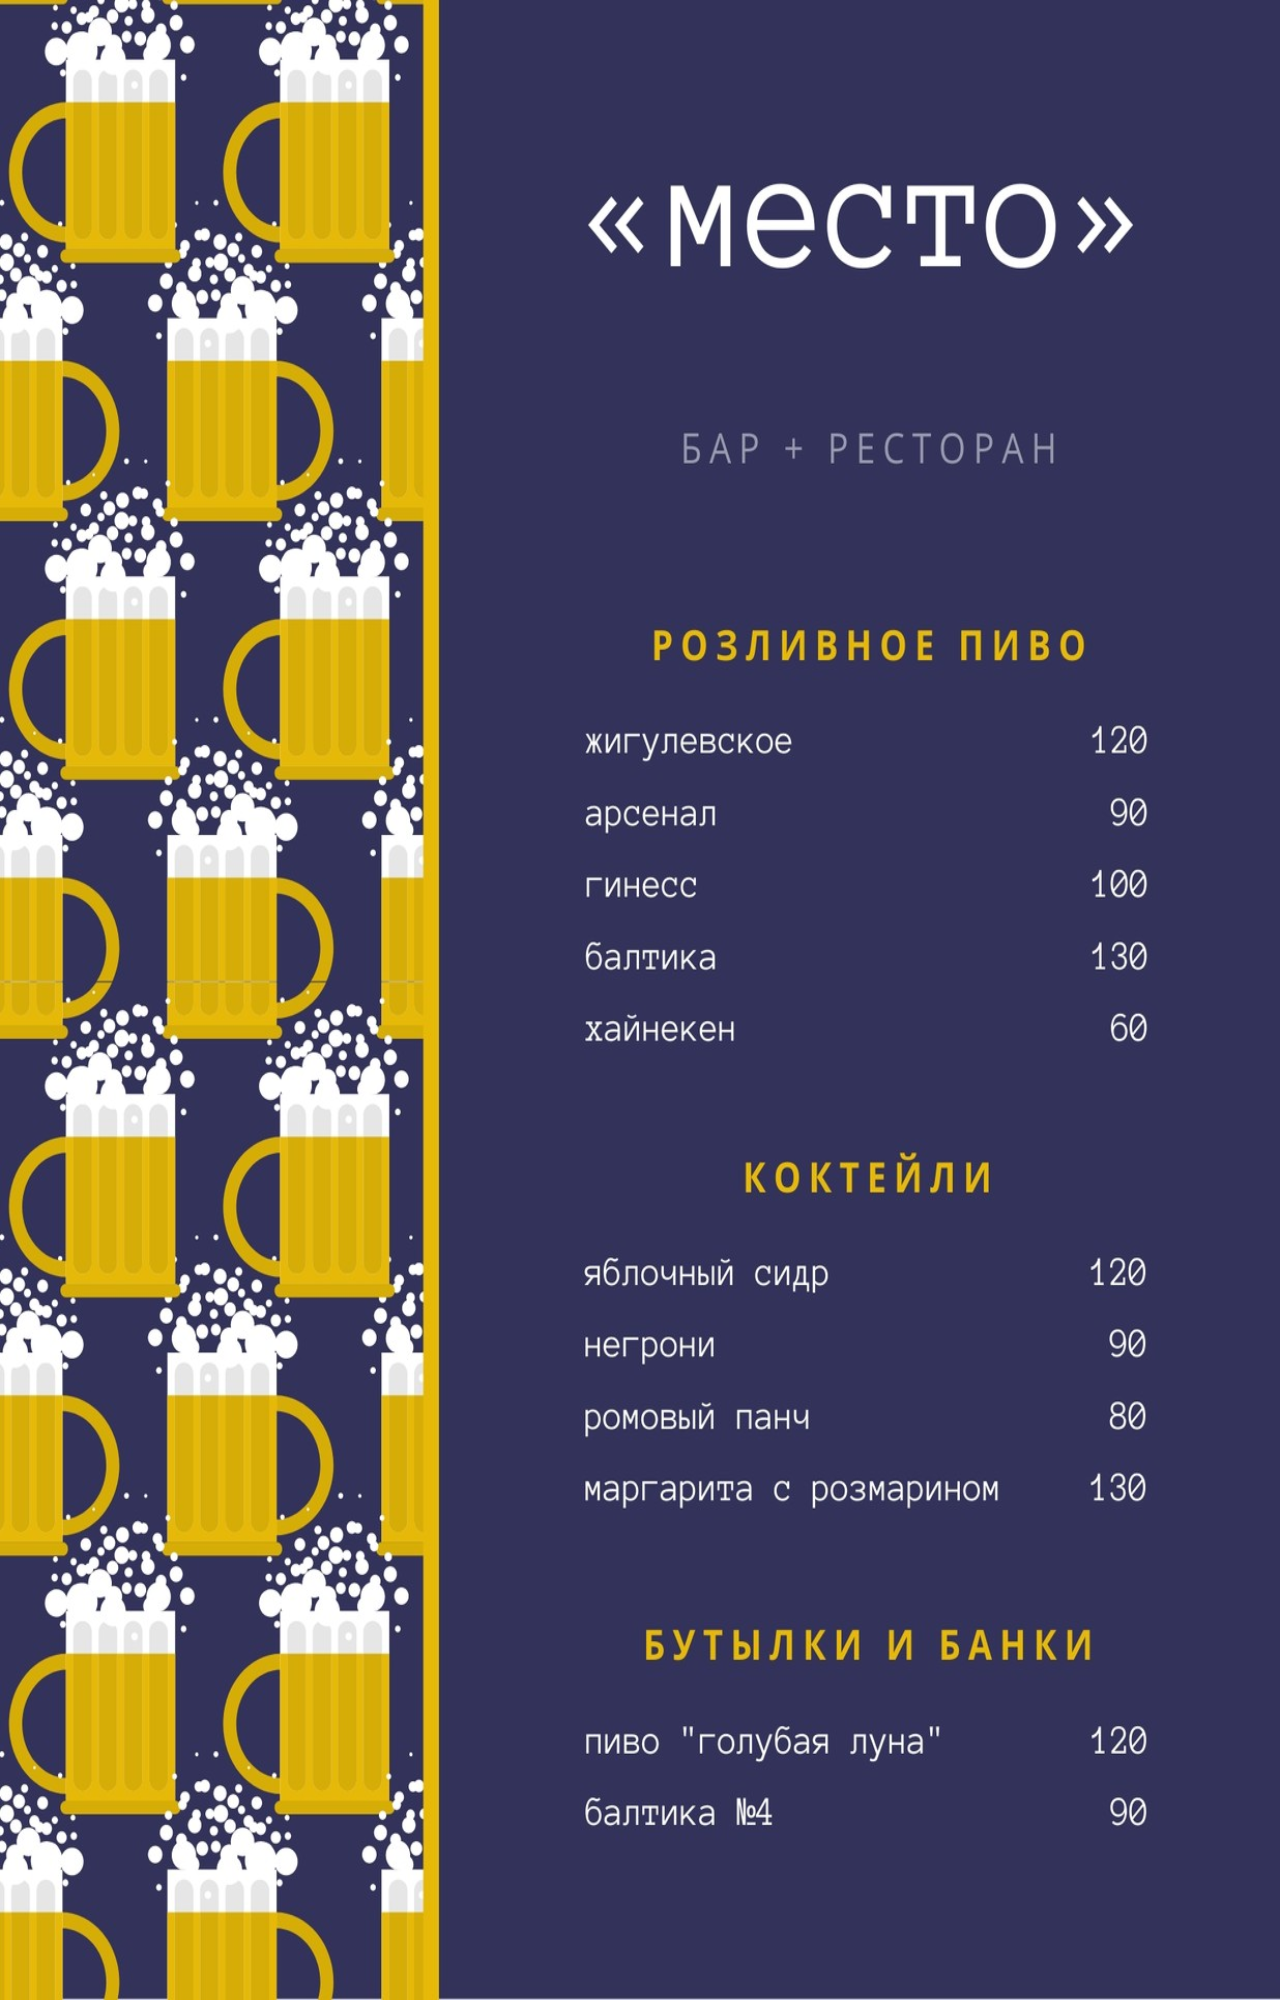 «место»
БАР + РЕСТОРАН
РОЗЛИВНОЕ ПИВО
жигулевское 120
арсенал 90
гинесс 100
балтика 130
хайнекен 60
КОКТЕЙЛИ
яблочный сидр 120
негрони 90
ромовый панч 80
маргарита с розмарином 130
БУТЫЛКИ И БАНКИ
пиво "голубая луна" 120
балтика №4 90